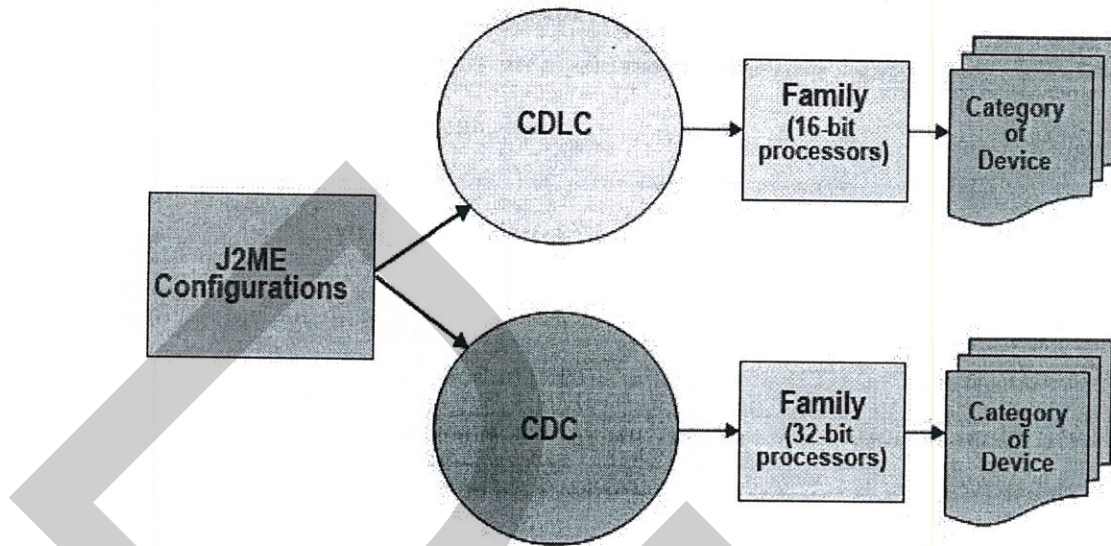 CDLC
Family
(16-bit
processors)
Category
of
Device
J2ME
Configurations
CDC
Family
(32-bit
processors)
Category
of
Device